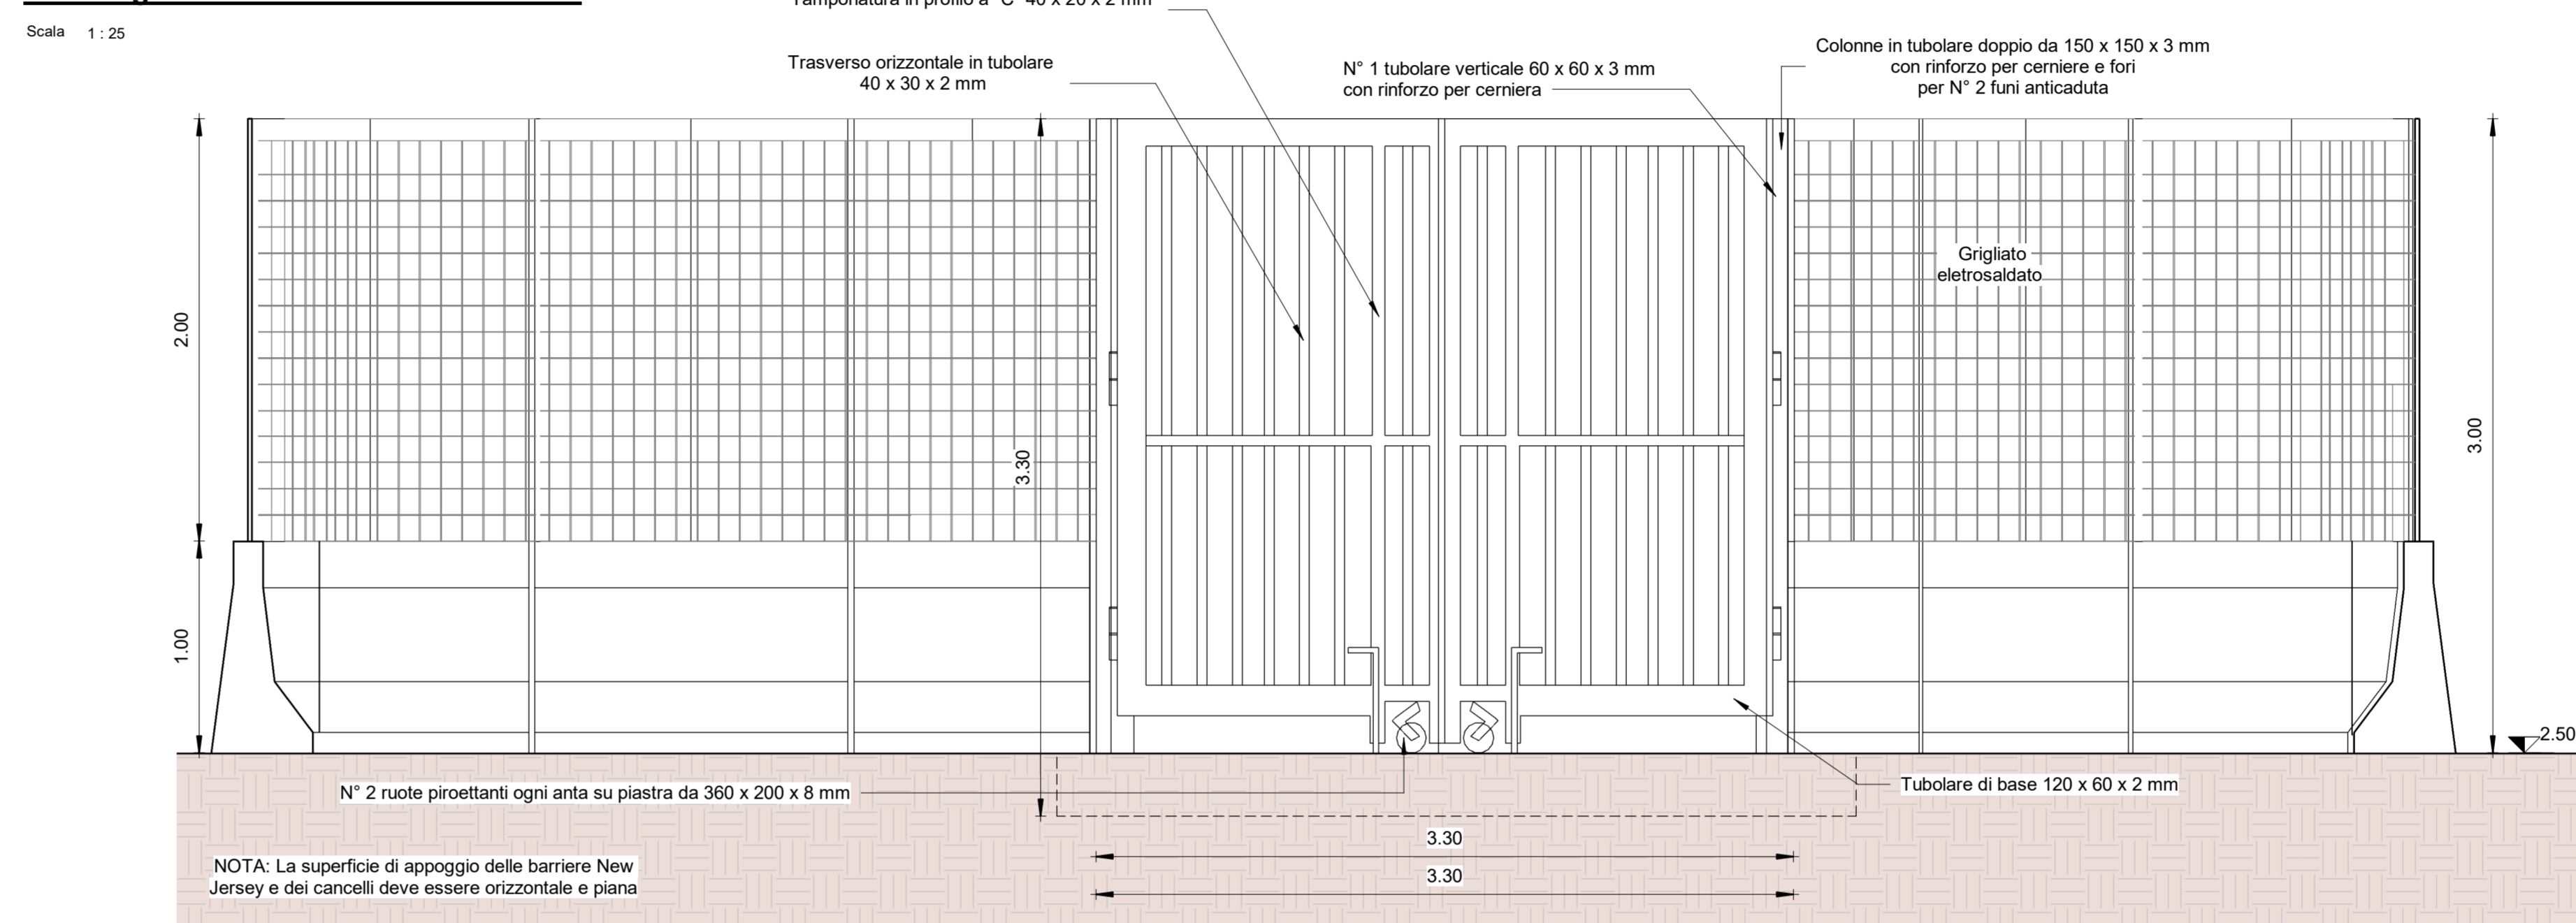 Scala 1 : 25
Tamponatura in profilo a "C" 40 x 20 x 2 mm
Trasverso orizzontale in tubolare
40 x 30 x 2 mm
N° 1 tubolare verticale 60 x 60 x 3 mm
con rinforzo per cerniera
Colonne in tubolare doppio da 150 x 150 x 3 mm
con rinforzo per cerniere e fori
per N° 2 funi anticaduta
Grigliato
eletrosaldato
2.00
3.30
3.00
1.00
2.50
N° 2 ruote piroettanti ogni anta su piastra da 360 x 200 x 8 mm
Tubolare di base 120 x 60 x 2 mm
3.30
3.30
NOTA: La superficie di appoggio delle barriere New
Jersey e dei cancelli deve essere orizzontale e piana